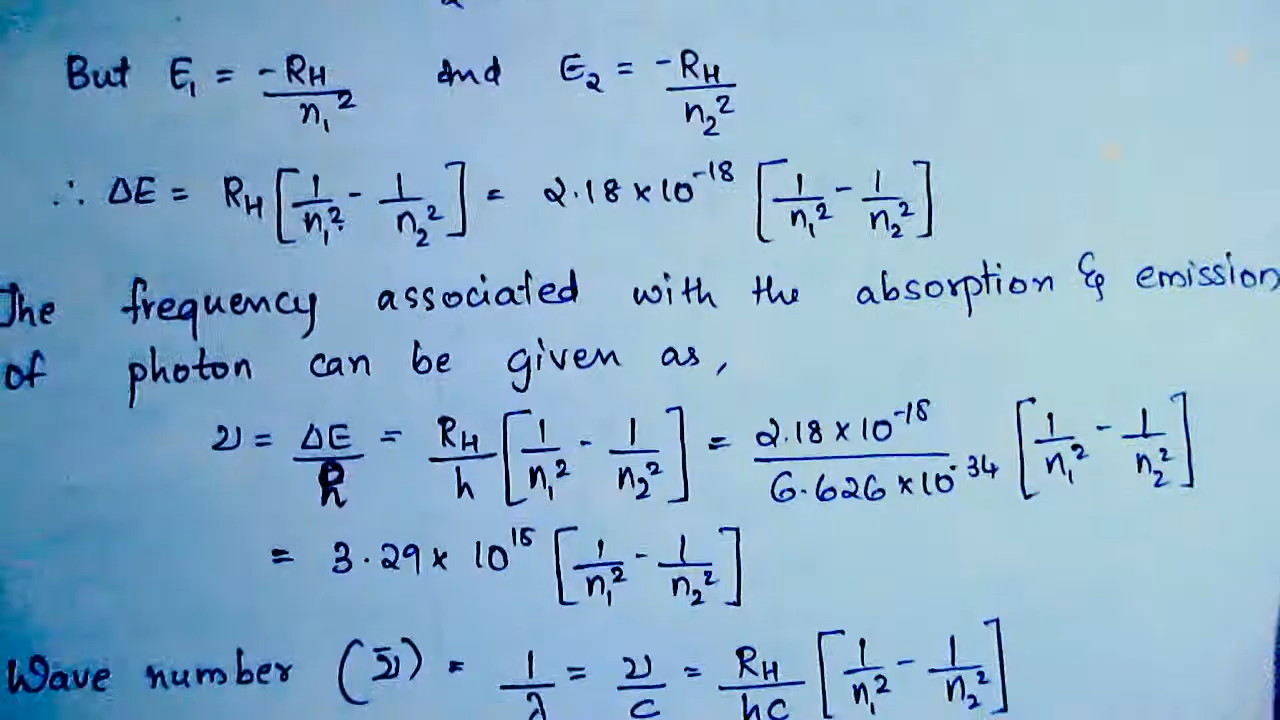 But E₁ = -R_H/n₁² and E₂ = -R_H/n₂²
∴ ΔE = R_H [1/n₁² - 1/n₂²] = 2.18 × 10⁻¹⁸ [1/n₁² - 1/n₂²]
The frequency associated with the absorption & emission
of photon can be given as,
ν = ΔE/h = R_H/h [1/n₁² - 1/n₂²] = 2.18 × 10⁻¹⁸/6.626 × 10⁻³⁴ [1/n₁² - 1/n₂²]
= 3.29 × 10¹⁵ [1/n₁² - 1/n₂²]
Wave number (ν̄) = 1/λ = ν/c = R_H/hc [1/n₁² - 1/n₂²]